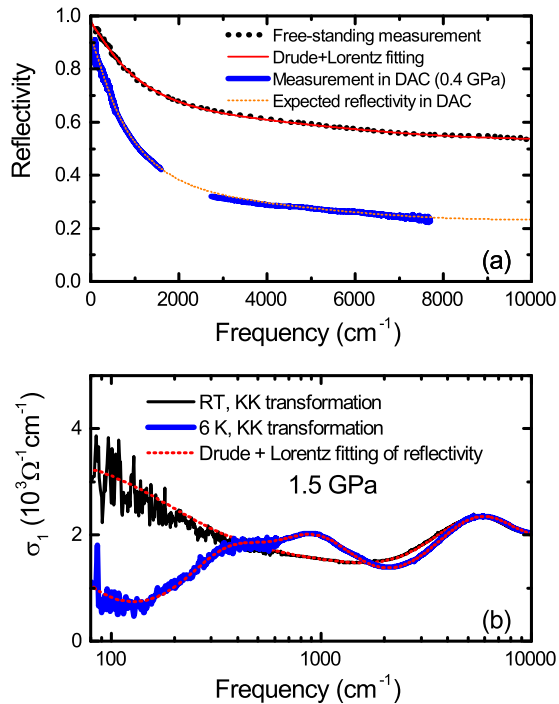 1.0
0.8
0.6
0.4
0.2
0.0
Reflectivity
Free-standing measurement
Drude+Lorentz fitting
Measurement in DAC (0.4 GPa)
Expected reflectivity in DAC
(a)
0 2000 4000 6000 8000 10000
Frequency (cm⁻¹)
4
2
0
σ₁ (10³Ω⁻¹cm⁻¹)
RT, KK transformation
6 K, KK transformation
Drude + Lorentz fitting of reflectivity
1.5 GPa
(b)
100 1000 10000
Frequency (cm⁻¹)